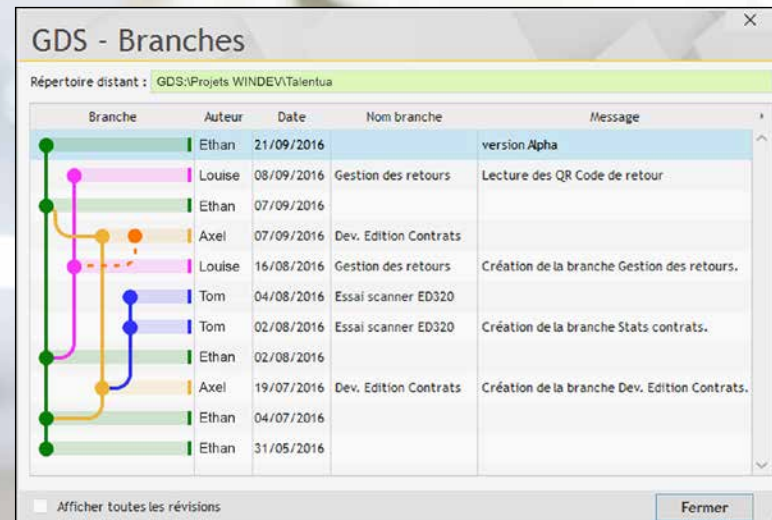 GDS - Branches
Répertoire distant : GDS:\Projets WINDEV\Talentua
Branche Auteur Date Nom branche Message
Ethan 21/09/2016 version Alpha
Louise 08/09/2016 Gestion des retours Lecture des QR Code de retour
Ethan 07/09/2016
Axel 07/09/2016 Dev. Edition Contrats
Louise 16/08/2016 Gestion des retours Création de la branche Gestion des retours.
Tom 04/08/2016 Essai scanner ED320
Tom 02/08/2016 Essai scanner ED320 Création de la branche Stats contrats.
Ethan 02/08/2016
Axel 19/07/2016 Dev. Edition Contrats Création de la branche Dev. Edition Contrats.
Ethan 04/07/2016
Ethan 31/05/2016
Afficher toutes les révisions Fermer